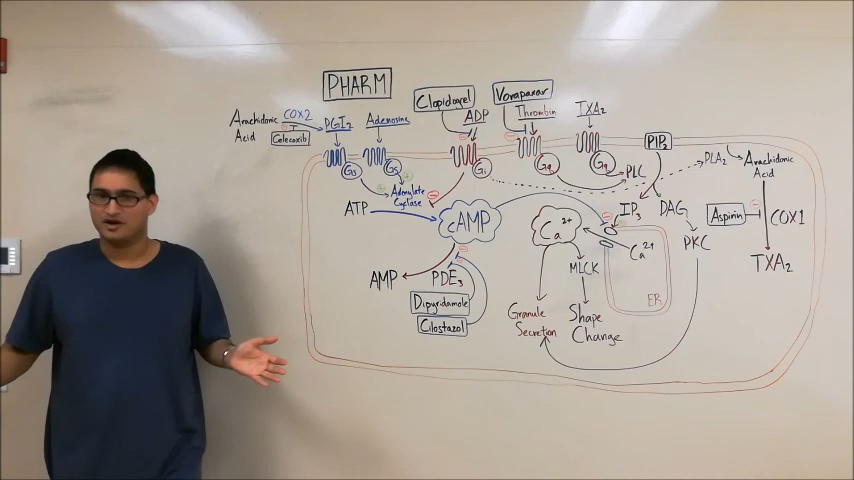 PHARM
Arachidonic
Acid
COX2
Celecoxib
PGI2
Adenosine
Clopidogel
ADP
Vorapaxar
Thrombin
TXA2
PIP2
PLA2
Arachidonic
Acid
Gs
Gs
Gi
Gq
Gq
PLC
Adenylate
Cyclase
ATP
cAMP
AMP
PDE3
Dipyridamole
Cilostazol
Ca2+
MLCK
Granule
Secretion
Shape
Change
IP3
DAG
PKC
Ca2+
ER
Aspirin
COX1
TXA2